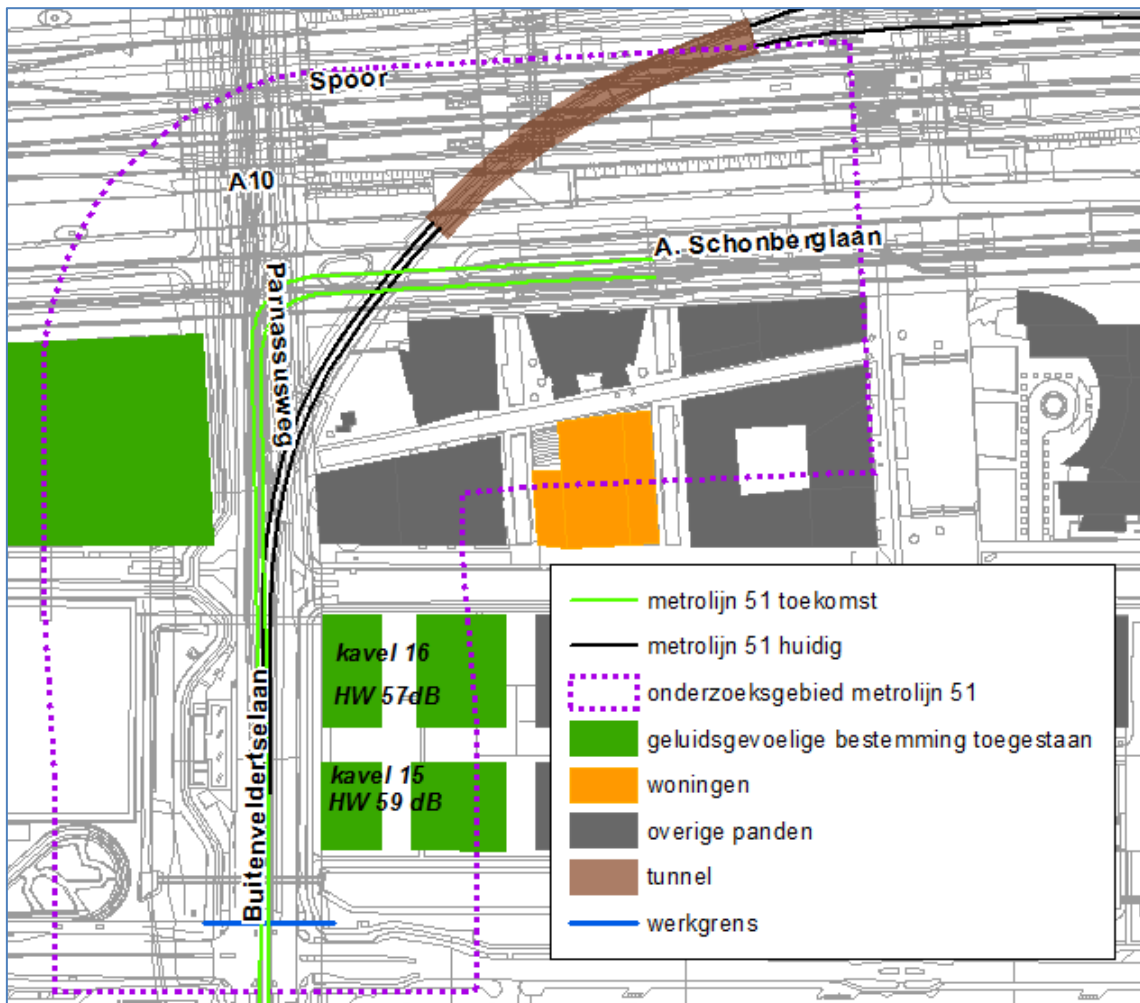 Spoor
A10
A. Schonberglaan
Parnassusweg
kavel 16
HW 57dB
kavel 15
HW 59 dB
Buitenveldertselaan
metrolijn 51 toekomst
metrolijn 51 huidig
onderzoeksgebied metrolijn 51
geluidsgevoelige bestemming toegestaan
woningen
overige panden
tunnel
werkgrens